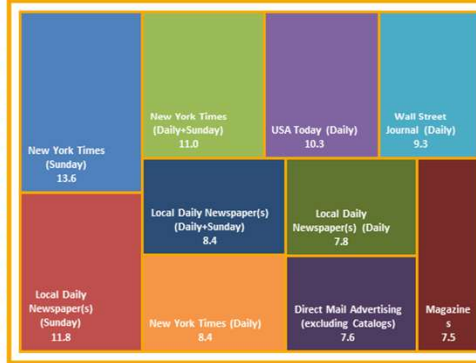 New York Times
(Sunday)
13.6
New York Times
(Daily+Sunday)
11.0
USA Today (Daily)
10.3
Wall Street
Journal (Daily)
9.3
Local Daily
Newspaper(s)
(Sunday)
11.8
Local Daily Newspaper(s)
(Daily+Sunday)
8.4
Local Daily
Newspaper(s) (Daily
7.8
New York Times (Daily)
8.4
Direct Mail Advertising
(excluding Catalogs)
7.6
Magazine
s
7.5